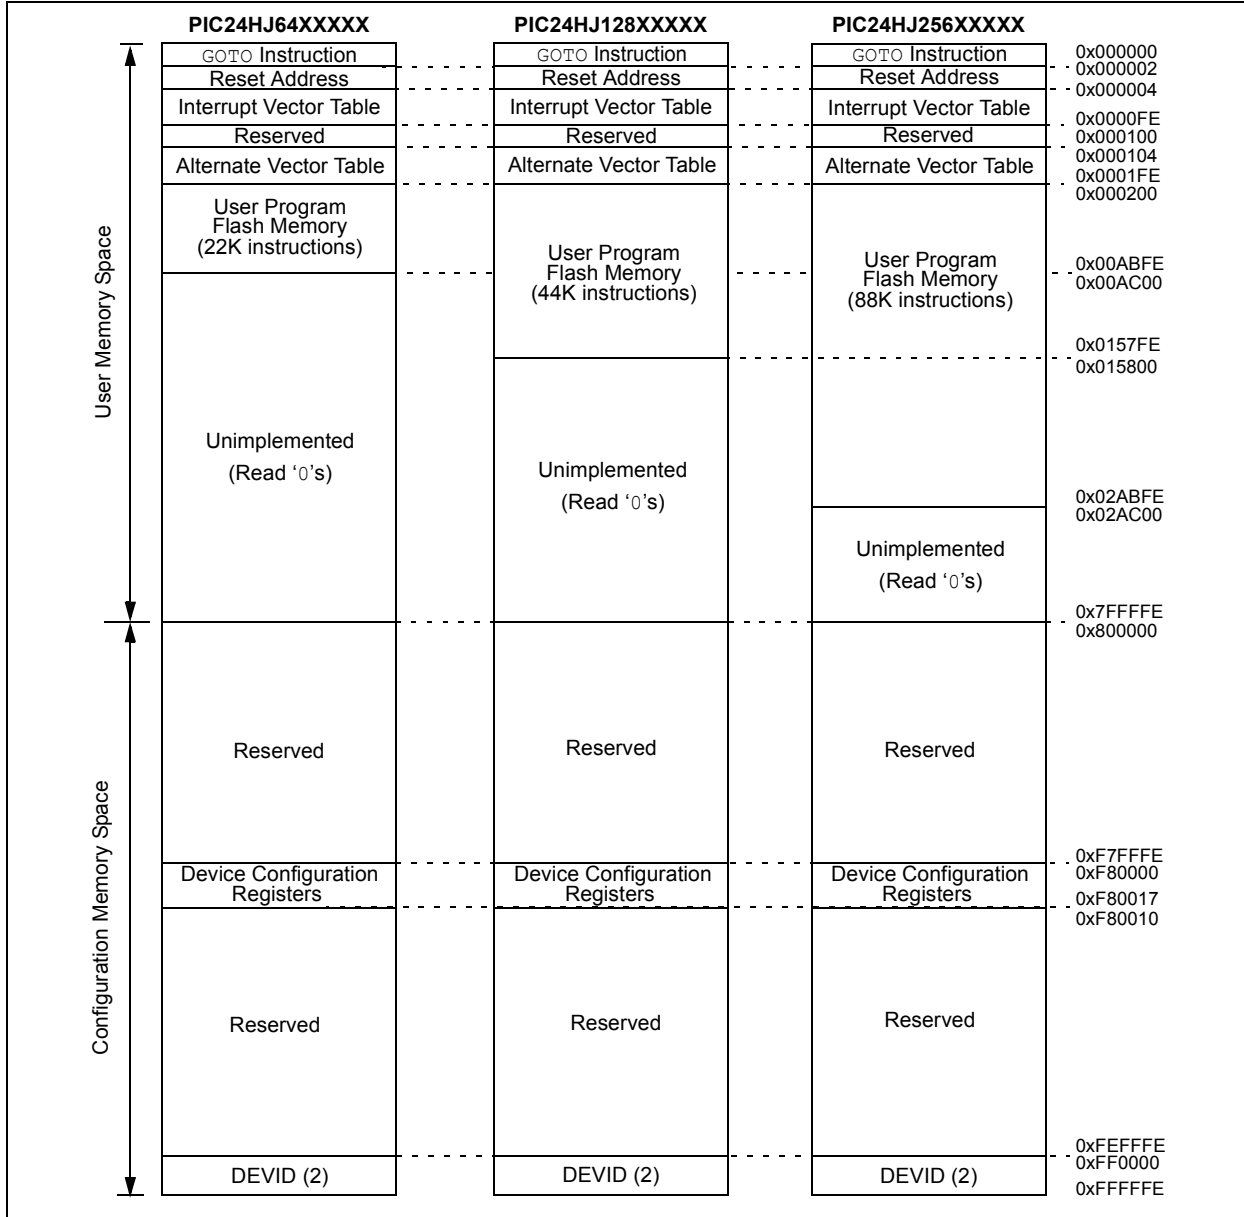 PIC24HJ64XXXXX PIC24HJ128XXXXX PIC24HJ256XXXXX
GOTO Instruction GOTO Instruction GOTO Instruction 0x000000
0x000002
Reset Address Reset Address Reset Address
0x000004
Interrupt Vector Table Interrupt Vector Table Interrupt Vector Table
0x0000FE
Reserved Reserved Reserved 0x000100
0x000104
Alternate Vector Table Alternate Vector Table Alternate Vector Table
0x0001FE
0x000200
User Program
Flash Memory
(22K instructions)
User Program
Flash Memory
(44K instructions)
User Program
Flash Memory
(88K instructions)
0x00ABFE
0x00AC00
0x0157FE
0x015800
User Memory Space
Unimplemented
(Read ‘0’s)
Unimplemented
(Read ‘0’s)
0x02ABFE
0x02AC00
Unimplemented
(Read ‘0’s)
0x7FFFFE
0x800000
Reserved Reserved Reserved
Configuration Memory Space
0xF7FFFE
0xF80000
Device Configuration
Registers
Device Configuration
Registers
Device Configuration
Registers
0xF80017
0xF80010
Reserved Reserved Reserved
0xFEFFFE
0xFF0000
DEVID (2) DEVID (2) DEVID (2)
0xFFFFFE